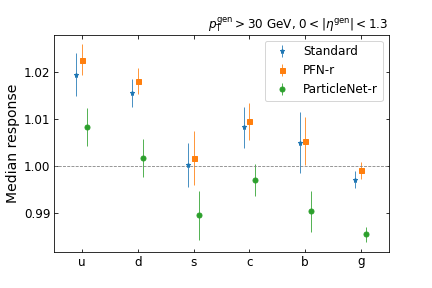 p_T^gen > 30 GeV, 0 < |η^gen| < 1.3
Standard
PFN-r
ParticleNet-r
Median response
1.02
1.01
1.00
0.99
u d s c b g